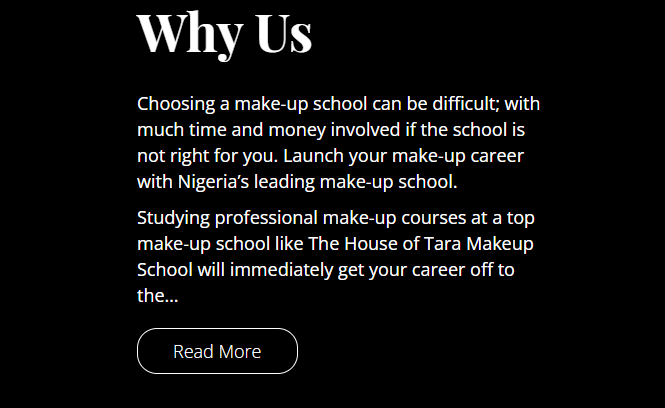 Why Us
Choosing a make-up school can be difficult; with
much time and money involved if the school is
not right for you. Launch your make-up career
with Nigeria’s leading make-up school.
Studying professional make-up courses at a top
make-up school like The House of Tara Makeup
School will immediately get your career off to
the...
Read More